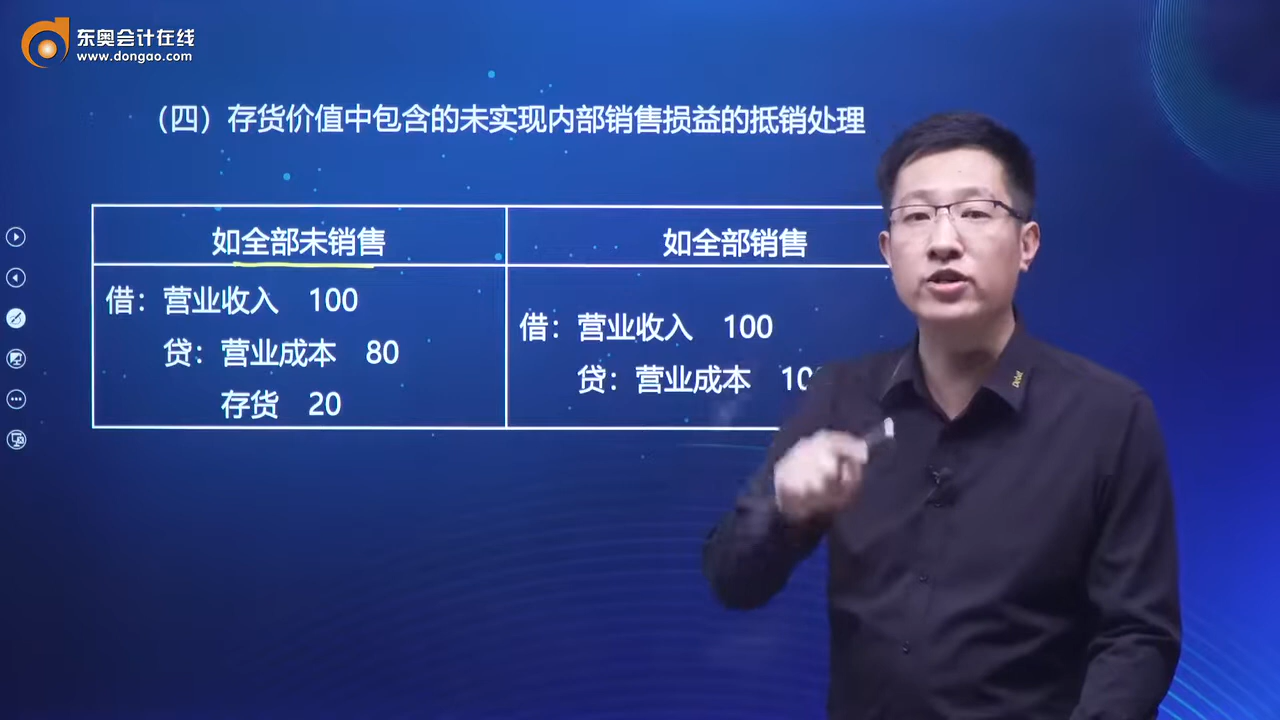 东奥会计在线
www.dongao.com
（四）存货价值中包含的未实现内部销售损益的抵销处理
如全部未销售
如全部销售
借：营业收入 100
贷：营业成本 80
存货 20
借：营业收入 100
贷：营业成本
Debit